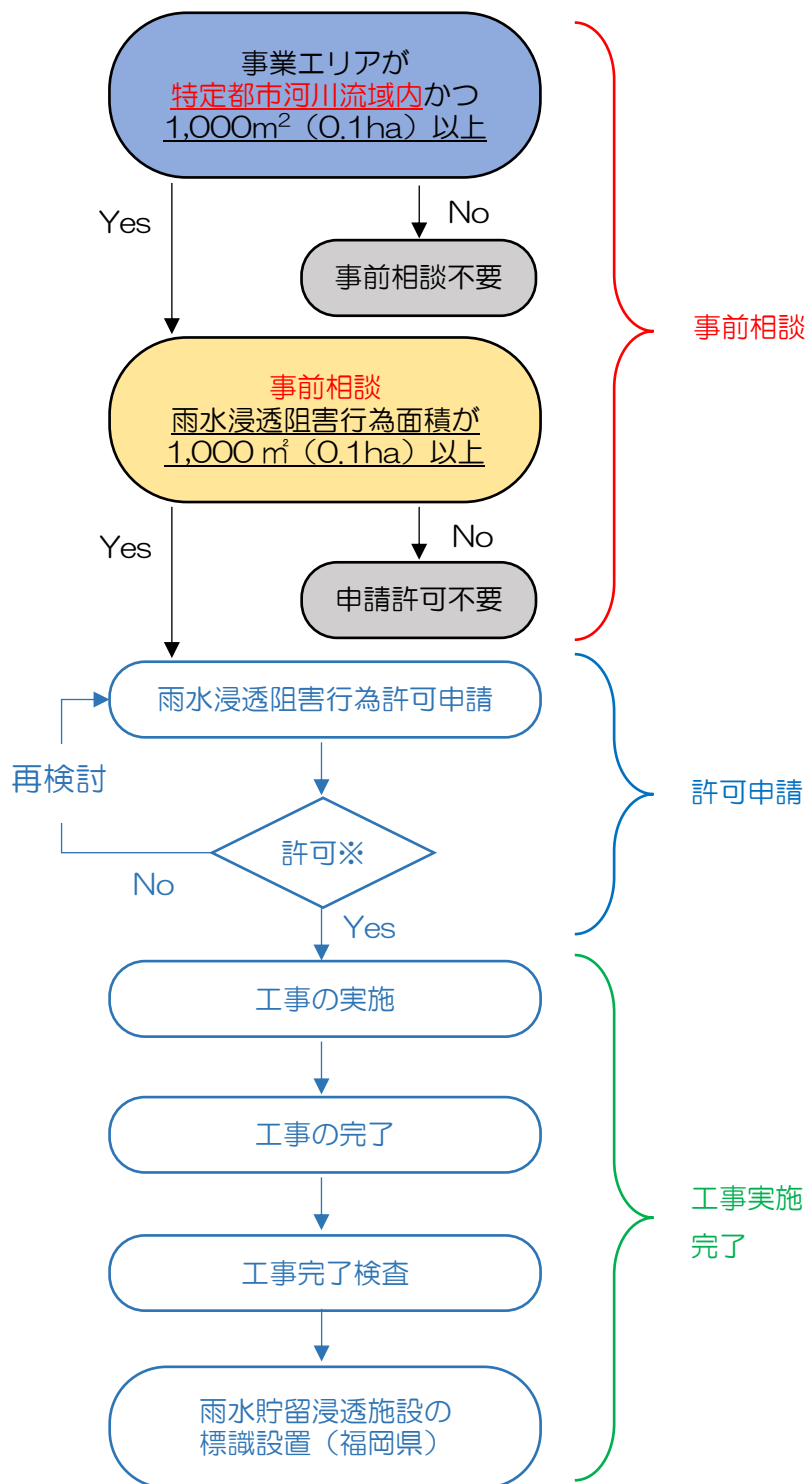 事業エリアが
特定都市河川流域内かつ
1,000m²（0.1ha）以上
Yes
No
事前相談不要
事前相談
事前相談
雨水浸透阻害行為面積が
1,000㎡（0.1ha）以上
Yes
No
申請許可不要
雨水浸透阻害行為許可申請
再検討
許可申請
許可※
No
Yes
工事の実施
工事の完了
工事実施
完了
工事完了検査
雨水貯留浸透施設の
標識設置（福岡県）